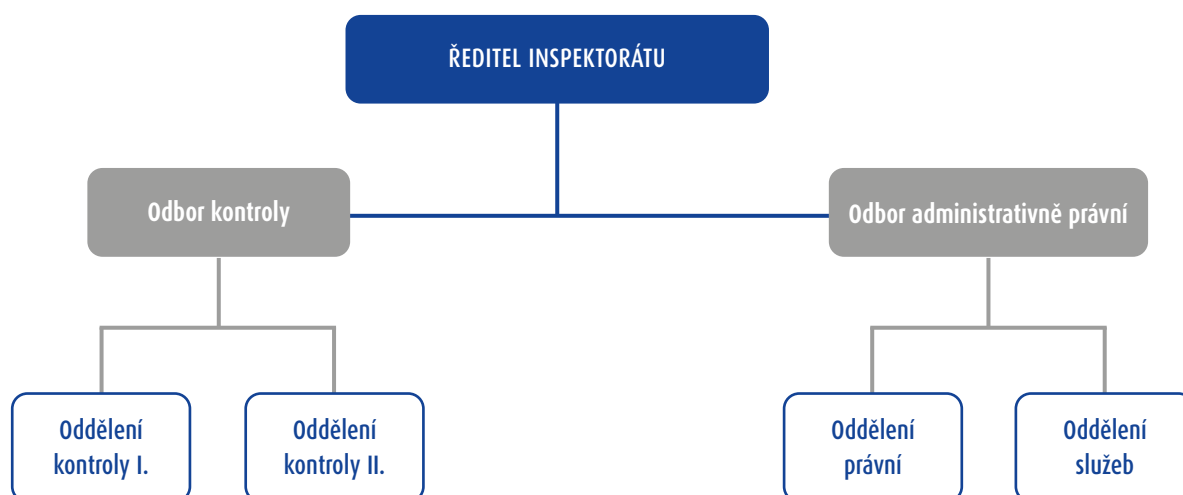 ŘEDITEL INSPEKTORÁTU
Odbor kontroly
Odbor administrativně právní
Oddělení
kontroly I.
Oddělení
kontroly II.
Oddělení
právní
Oddělení
služeb